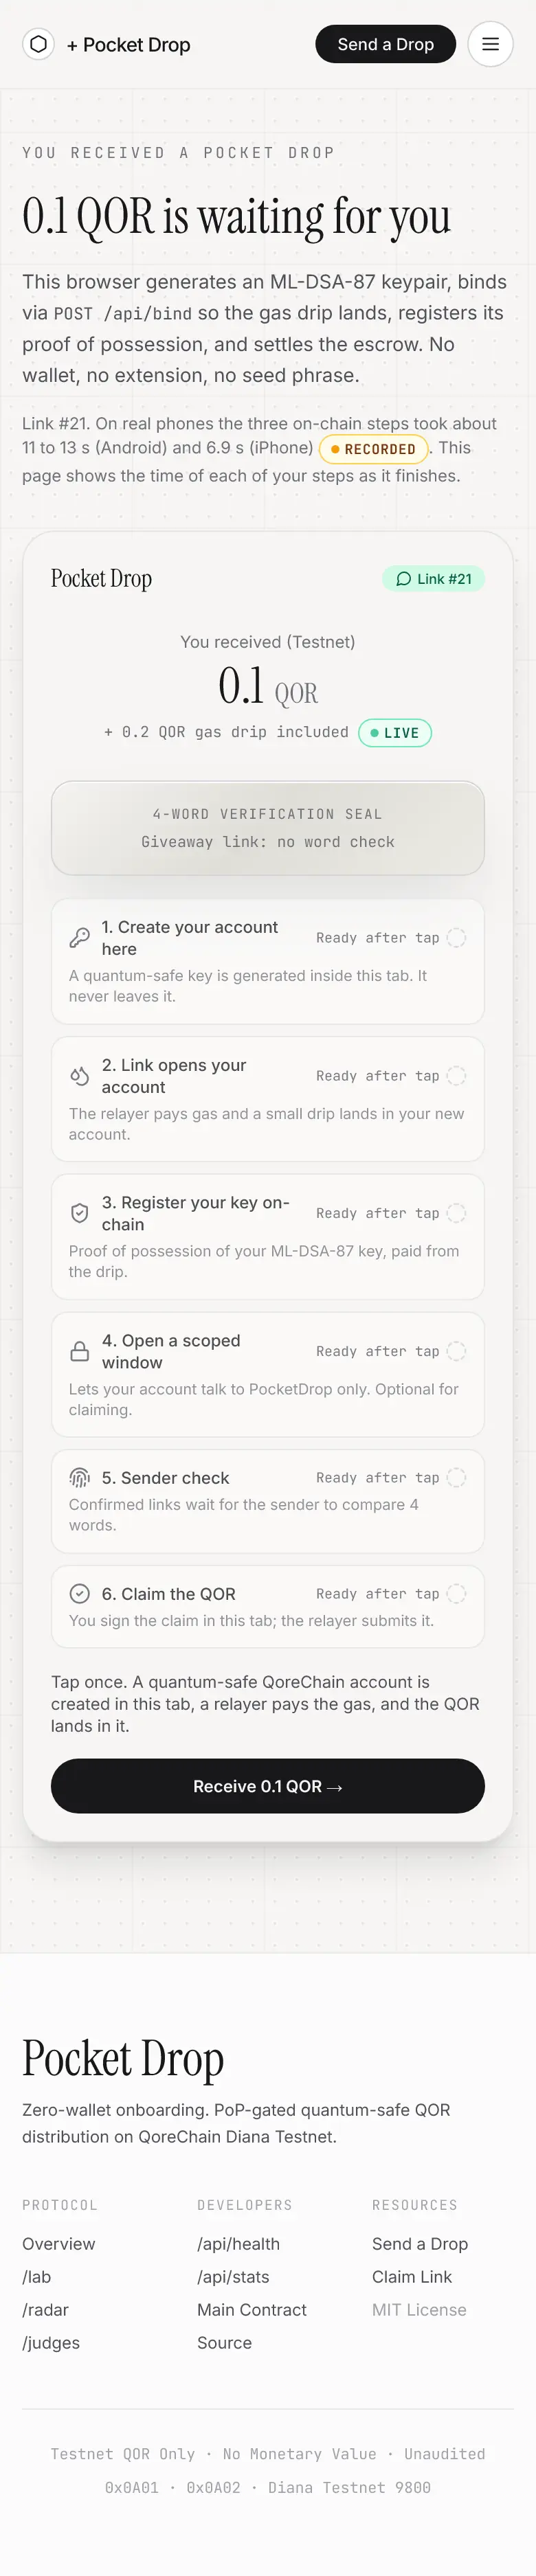 + Pocket Drop
Send a Drop
YOU RECEIVED A POCKET DROP
0.1 QOR is waiting for you
This browser generates an ML-DSA-87 keypair, binds
via POST /api/bind so the gas drip lands, registers its
proof of possession, and settles the escrow. No
wallet, no extension, no seed phrase.
Link #21. On real phones the three on-chain steps took about
11 to 13 s (Android) and 6.9 s (iPhone) RECORDED. This
page shows the time of each of your steps as it finishes.
Pocket Drop
Link #21
You received (Testnet)
0.1 QOR
+ 0.2 QOR gas drip included LIVE
4-WORD VERIFICATION SEAL
Giveaway link: no word check
1. Create your account
here
Ready after tap
A quantum-safe key is generated inside this tab. It
never leaves it.
2. Link opens your
account
Ready after tap
The relayer pays gas and a small drip lands in your new
account.
3. Register your key on-
chain
Ready after tap
Proof of possession of your ML-DSA-87 key, paid from
the drip.
4. Open a scoped
window
Ready after tap
Lets your account talk to PocketDrop only. Optional for
claiming.
5. Sender check
Ready after tap
Confirmed links wait for the sender to compare 4
words.
6. Claim the QOR
Ready after tap
You sign the claim in this tab; the relayer submits it.
Tap once. A quantum-safe QoreChain account is
created in this tab, a relayer pays the gas, and the QOR
lands in it.
Receive 0.1 QOR →
Pocket Drop
Zero-wallet onboarding. PoP-gated quantum-safe QOR
distribution on QoreChain Diana Testnet.
PROTOCOL
Overview
/lab
/radar
/judges
DEVELOPERS
/api/health
/api/stats
Main Contract
Source
RESOURCES
Send a Drop
Claim Link
MIT License
Testnet QOR Only · No Monetary Value · Unaudited
0x0A01 · 0x0A02 · Diana Testnet 9800